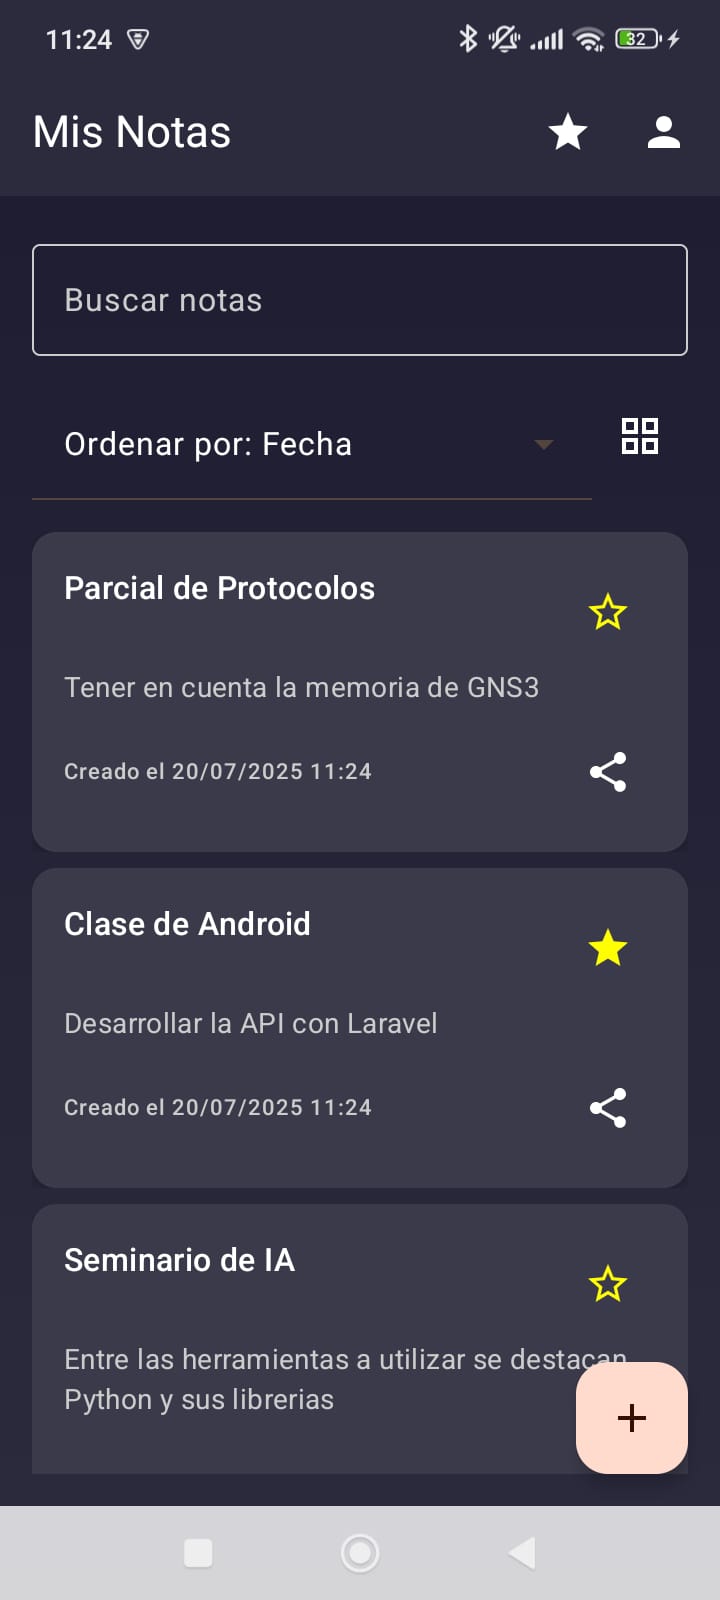 11:24
32
Mis Notas
Buscar notas
Ordenar por: Fecha
Parcial de Protocolos
Tener en cuenta la memoria de GNS3
Creado el 20/07/2025 11:24
Clase de Android
Desarrollar la API con Laravel
Creado el 20/07/2025 11:24
Seminario de IA
Entre las herramientas a utilizar se destacan
Python y sus librerias